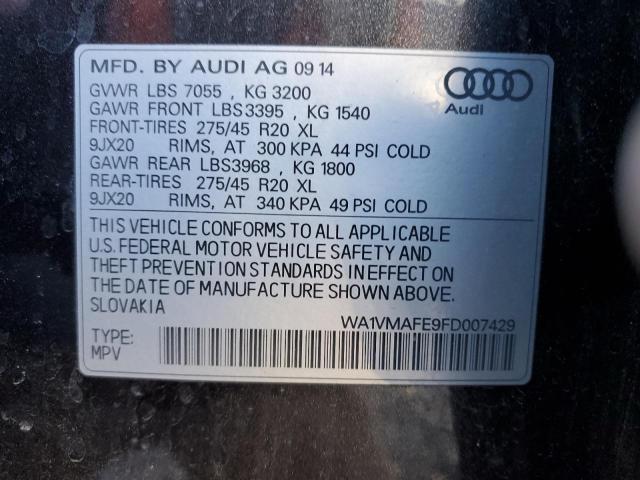 MFD. BY AUDI AG 09 14
GVWR LBS 7055 , KG 3200
GAWR FRONT LBS3395 , KG 1540
FRONT-TIRES 275/45 R20 XL
9JX20 RIMS, AT 300 KPA 44 PSI COLD
GAWR REAR LBS3968 , KG 1800
REAR-TIRES 275/45 R20 XL
9JX20 RIMS, AT 340 KPA 49 PSI COLD
Audi
THIS VEHICLE CONFORMS TO ALL APPLICABLE
U.S. FEDERAL MOTOR VEHICLE SAFETY AND
THEFT PREVENTION STANDARDS IN EFFECT ON
THE DATE OF MANUFACTURE SHOWN ABOVE.
SLOVAKIA
WA1VMAFE9FD007429
TYPE:
MPV